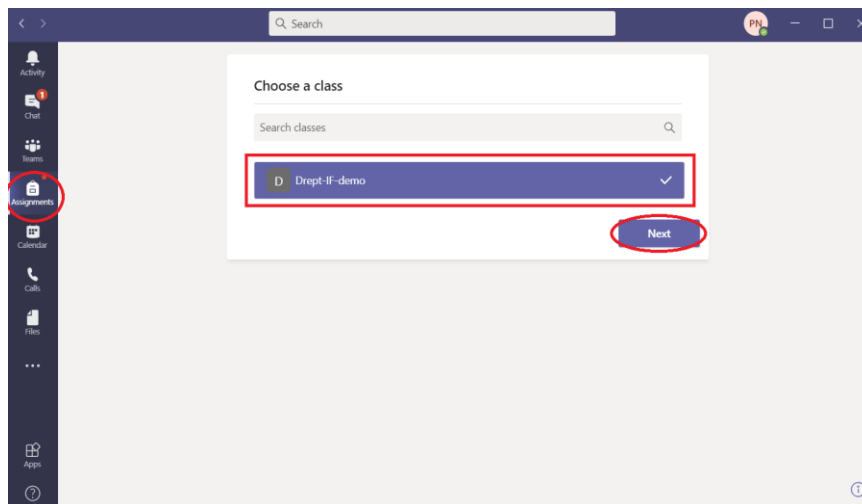 Search
PN
Activity
1
Chat
Teams
Assignments
Calendar
Calls
Files
Apps
Choose a class
Search classes
D Drept-IF-demo
Next